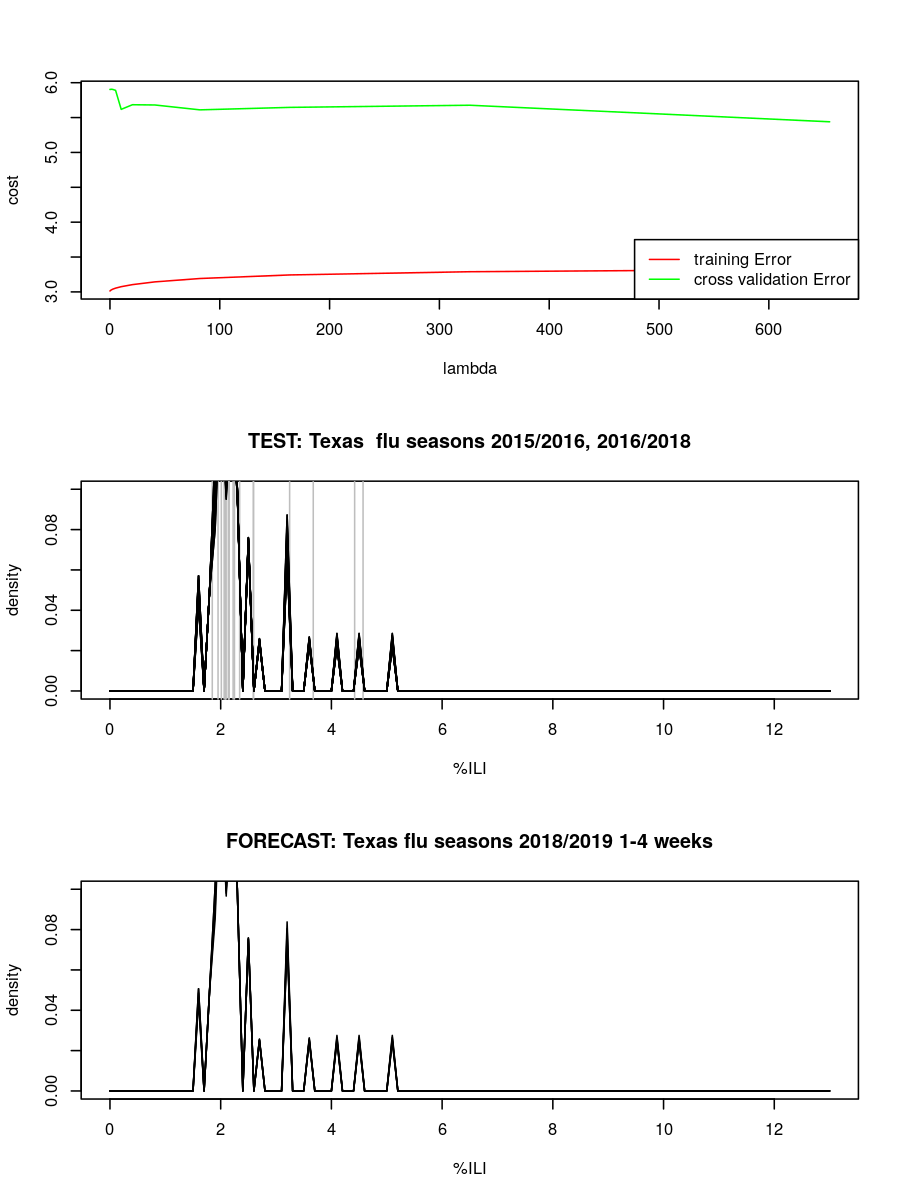 6.0
5.0
4.0
3.0
cost
training Error
cross validation Error
0 100 200 300 400 500 600
lambda
TEST: Texas  flu seasons 2015/2016, 2016/2018
0.08
0.04
0.00
density
0 2 4 6 8 10 12
%ILI
FORECAST: Texas flu seasons 2018/2019 1-4 weeks
0.08
0.04
0.00
density
0 2 4 6 8 10 12
%ILI